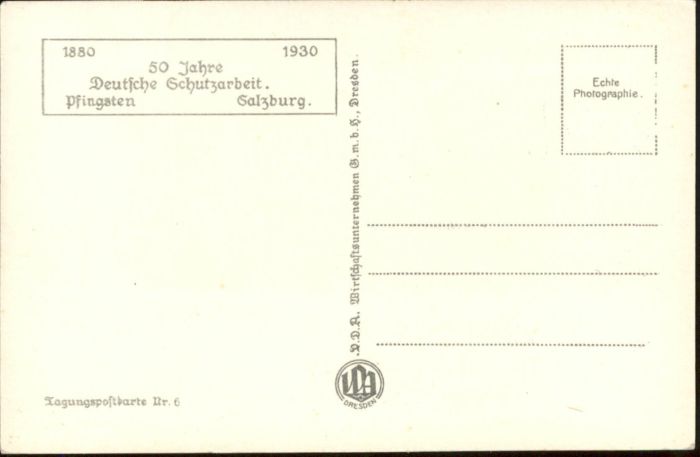 1880 1930
50 Jahre
Deutſche Schutzarbeit.
Pfingsten Salzburg.
Echte
Photographie.
V.D.A. Wirtſchaftsunternehmen G.m.b.H., Dresden.
VDA
DRESDEN
Tagungspoſtkarte Nr. 6